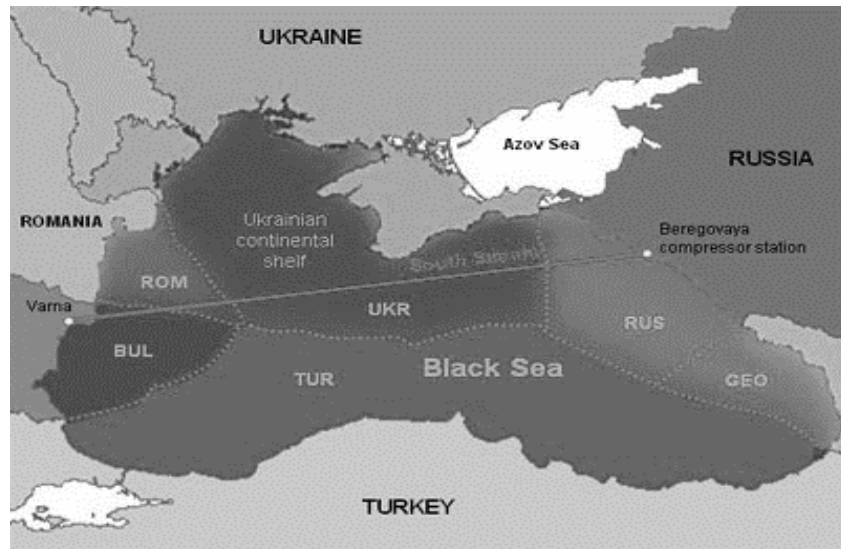 UKRAINE
Azov Sea
RUSSIA
ROMANIA
Ukrainian
continental
shelf
Beregovaya
compressor station
South Stream
ROM
Varna
UKR
RUS
BUL
TUR
Black Sea
GEO
TURKEY